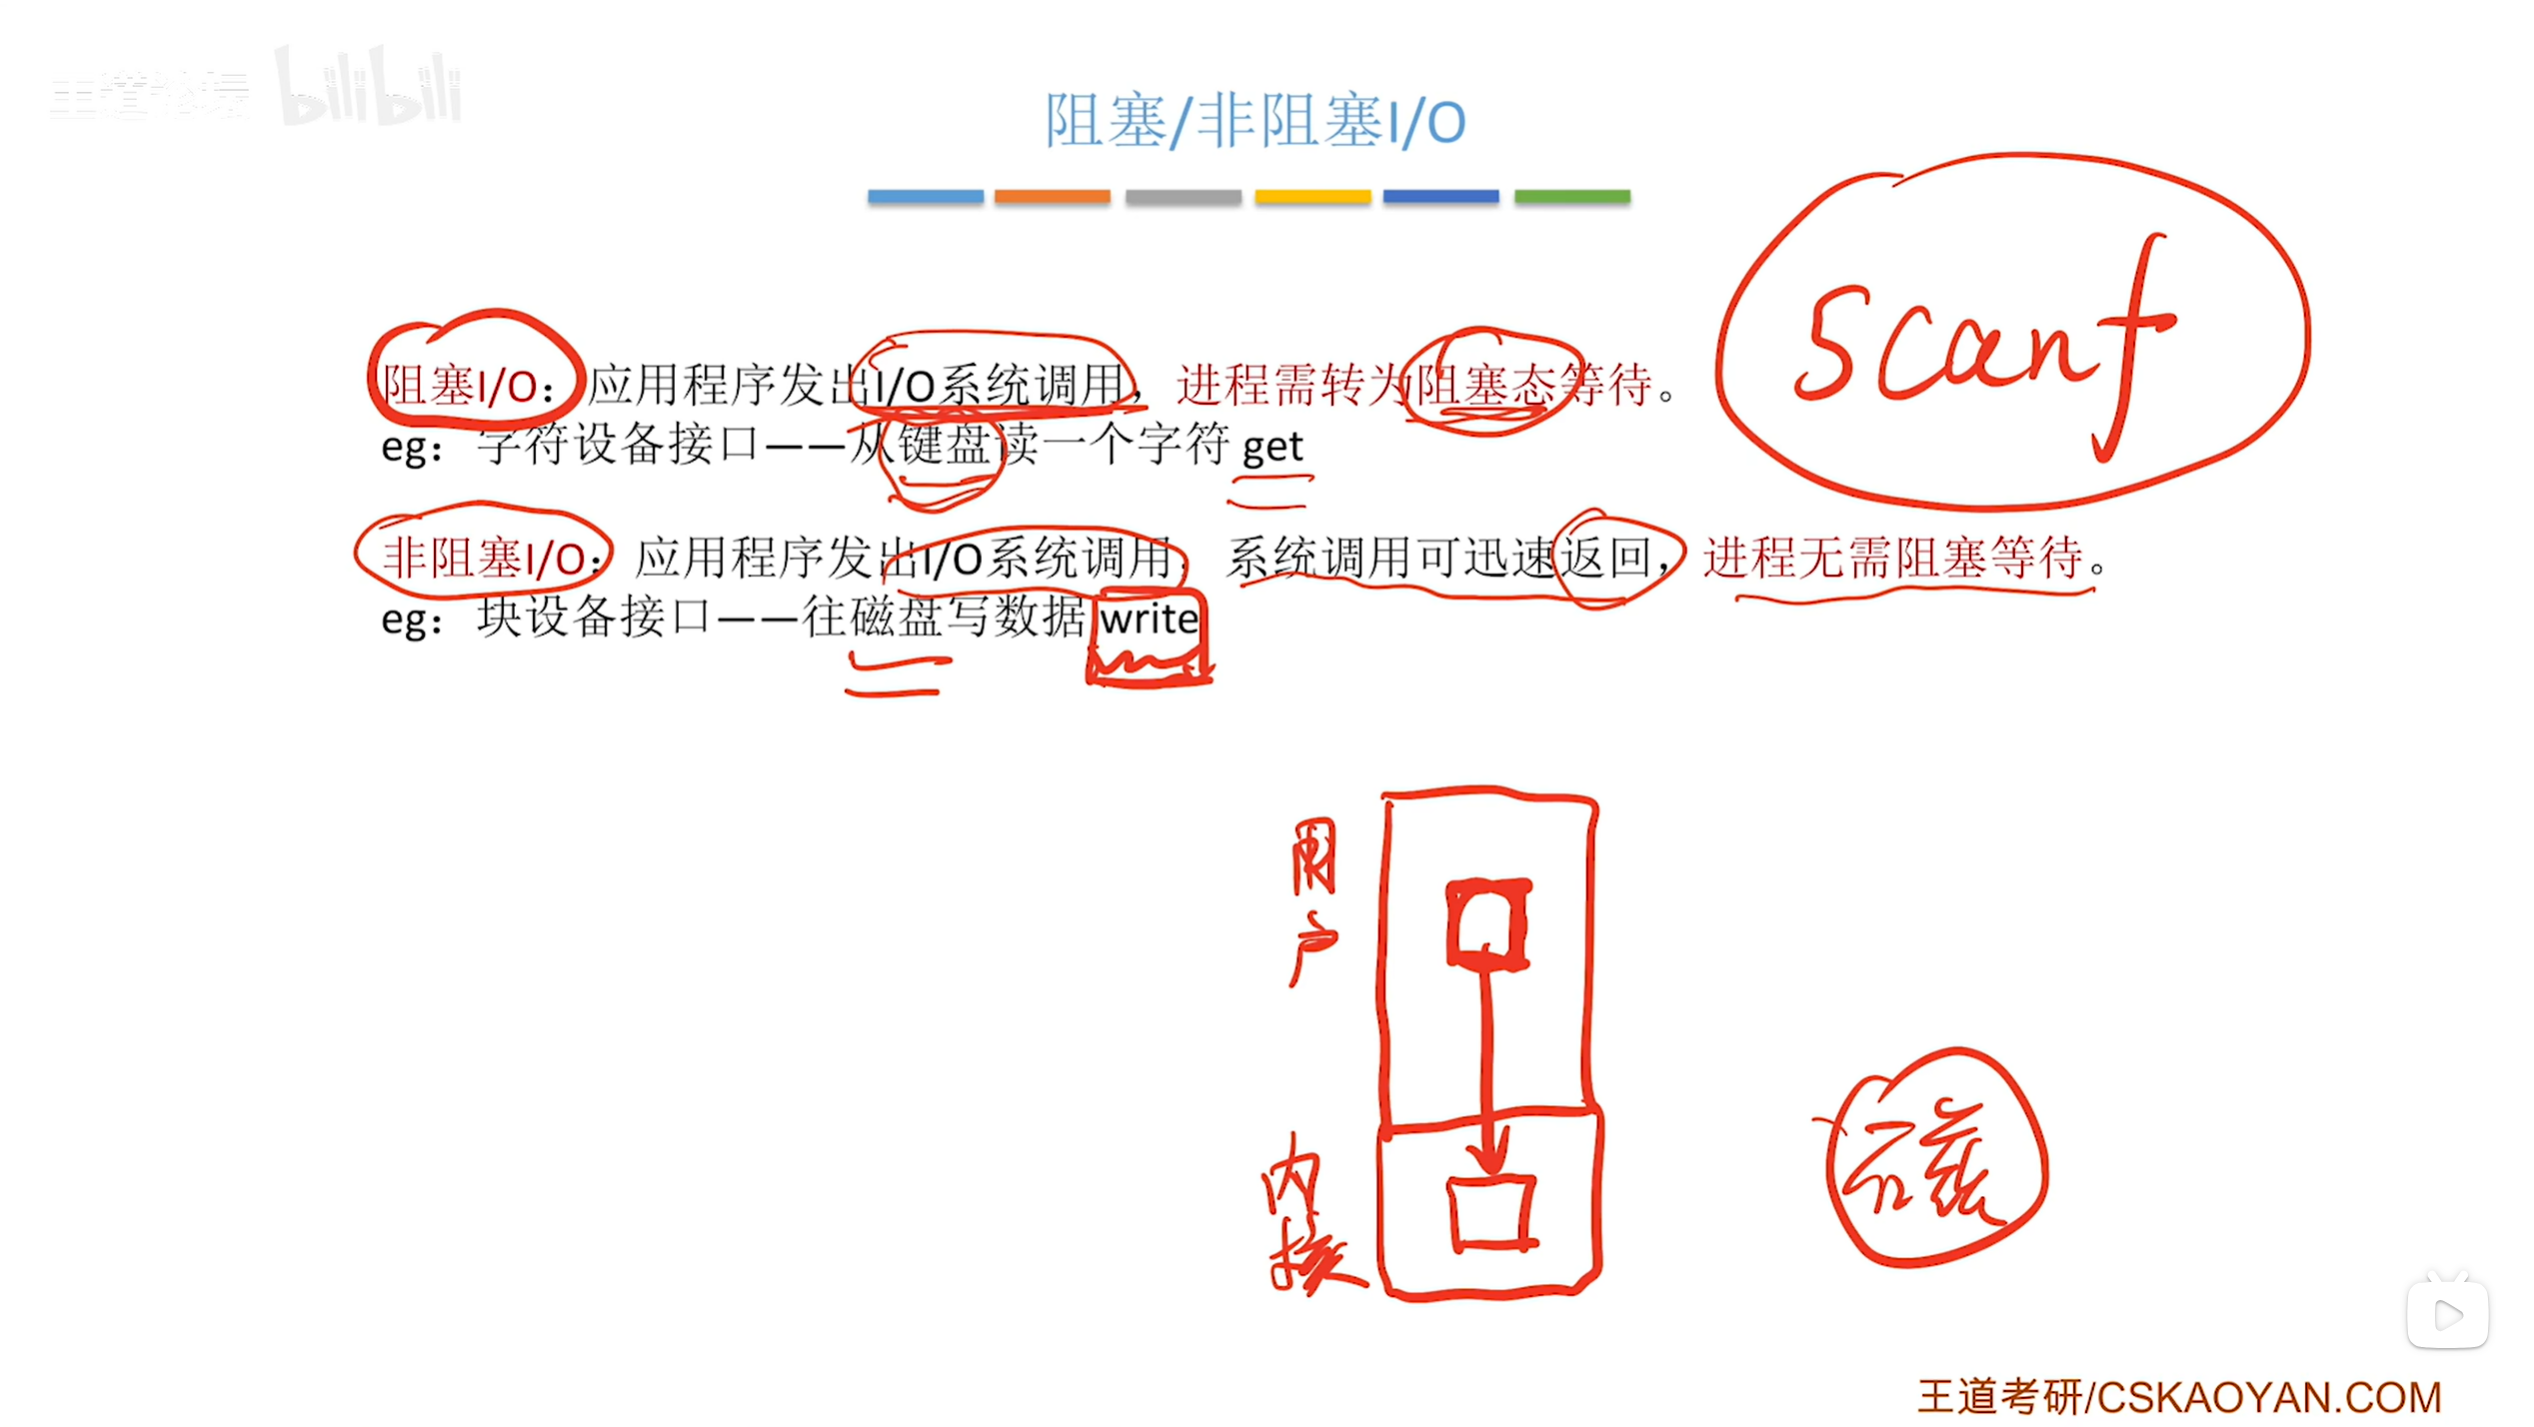 王道论坛 bilibili
阻塞/非阻塞I/O
scanf
阻塞I/O：应用程序发出I/O系统调用，进程需转为阻塞态等待。
eg：字符设备接口——从键盘读一个字符 get
非阻塞I/O：应用程序发出I/O系统调用，系统调用可迅速返回，进程无需阻塞等待。
eg：块设备接口——往磁盘写数据 write
用户
内核
磁
王道考研/CSKAOYAN.COM